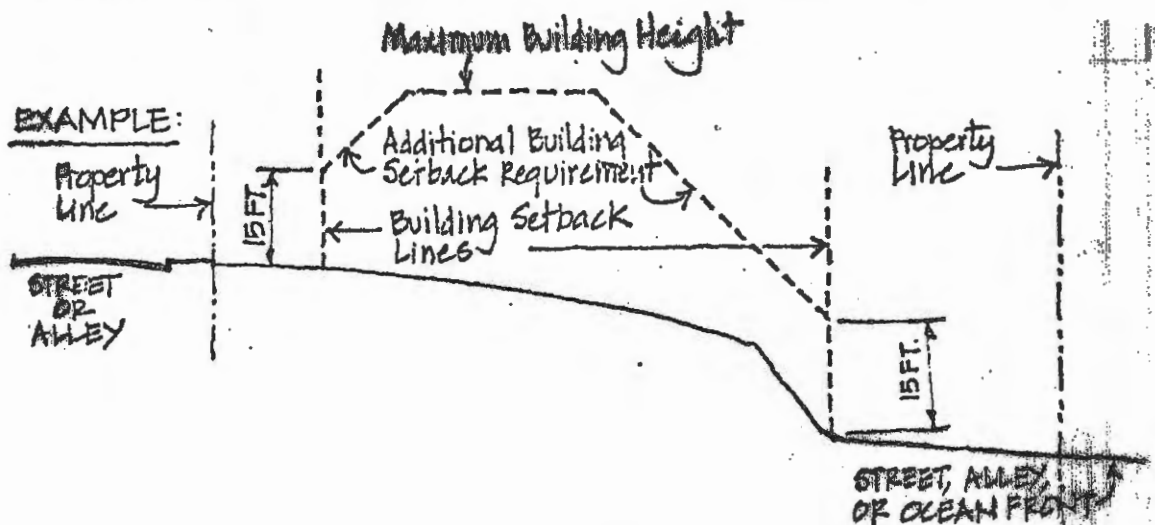 Maximum Building Height
EXAMPLE:
Property
Line
15 FT.
Additional Building
Setback Requirement
Building Setback
Lines
Property
Line
STREET
OR
ALLEY
15 FT.
STREET, ALLEY,
OR OCEAN FRONT